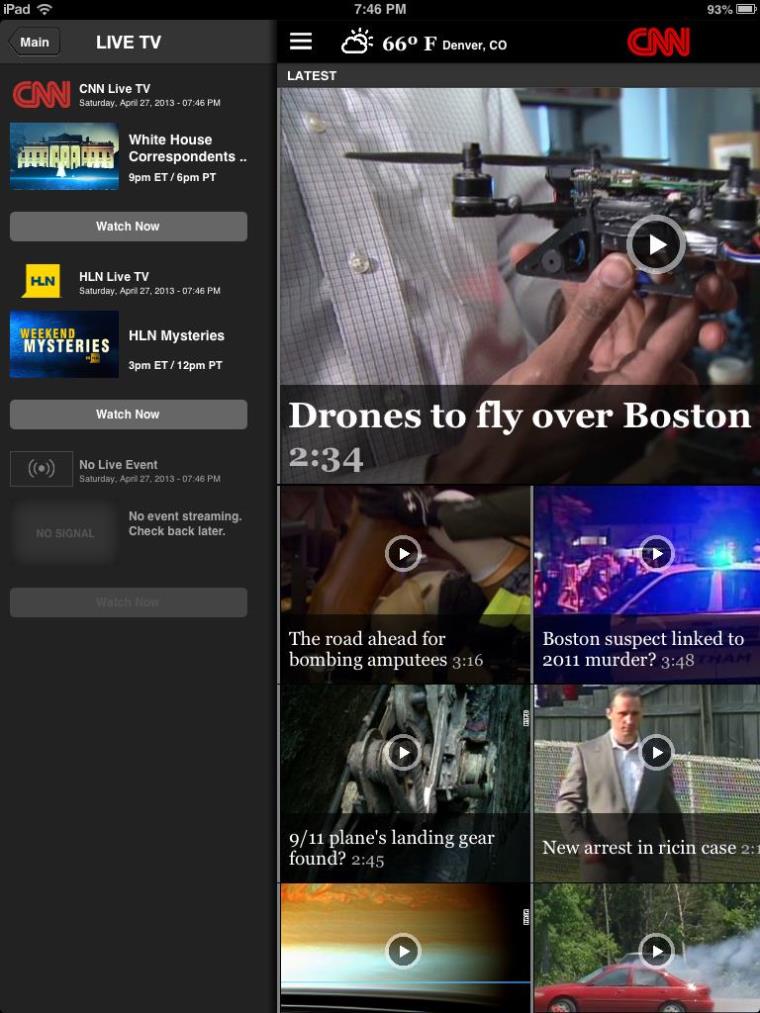 iPad
7:46 PM
93%
Main
LIVE TV
CNN
CNN Live TV
Saturday, April 27, 2013 - 07:46 PM
White House
Correspondents ..
9pm ET / 6pm PT
Watch Now
HLN
HLN Live TV
Saturday, April 27, 2013 - 07:46 PM
WEEKEND
MYSTERIES
HLN Mysteries
3pm ET / 12pm PT
Watch Now
No Live Event
Saturday, April 27, 2013 - 07:46 PM
NO SIGNAL
No event streaming.
Check back later.
Watch Now
66º F Denver, CO
CNN
LATEST
Drones to fly over Boston
2:34
The road ahead for
bombing amputees 3:16
Boston suspect linked to
2011 murder? 3:48
9/11 plane's landing gear
found? 2:45
New arrest in ricin case